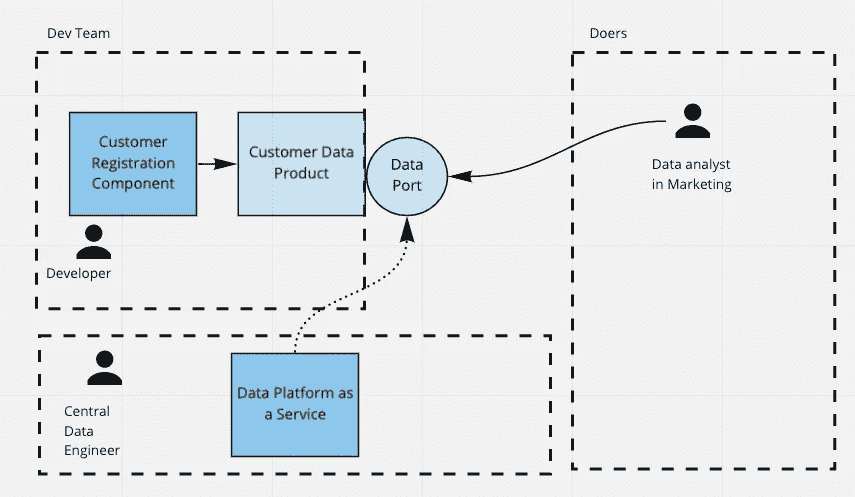 Dev Team
Doers
Customer
Registration
Component
Customer Data
Product
Data
Port
Data analyst
in Marketing
Developer
Central
Data
Engineer
Data Platform as
a Service